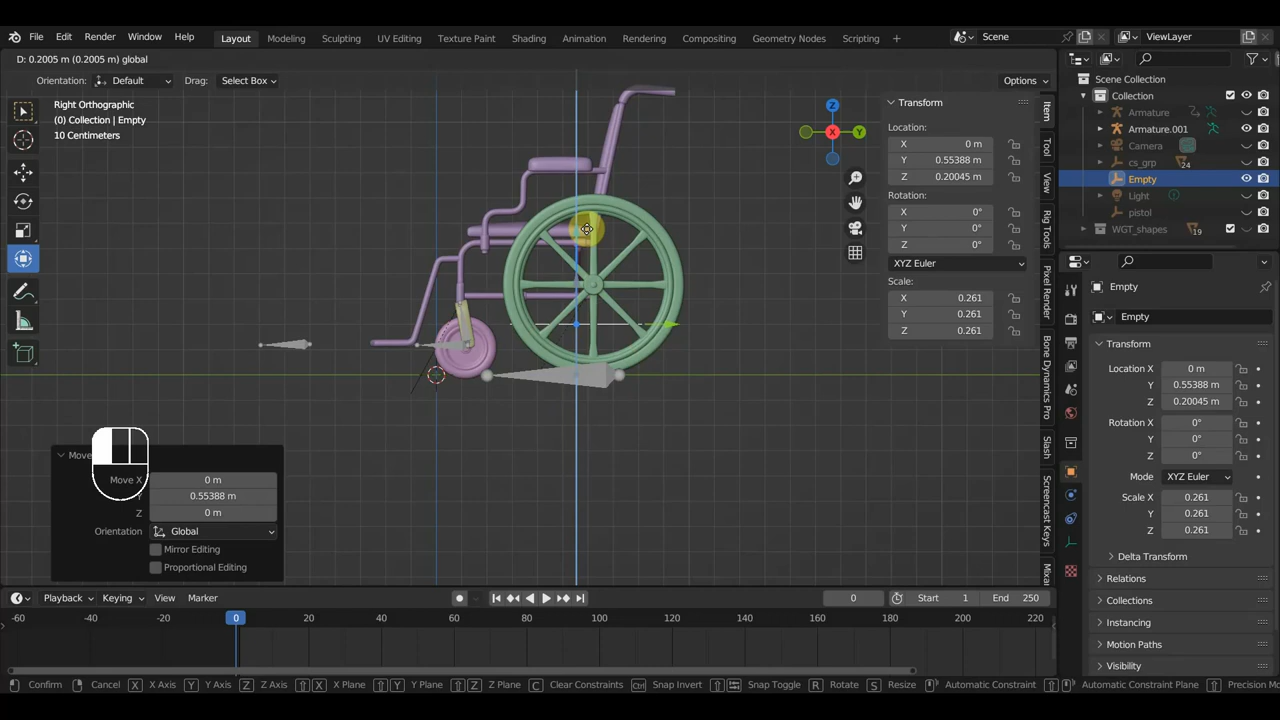 File Edit Render Window Help Layout Modeling Sculpting UV Editing Texture Paint Shading Animation Rendering Compositing Geometry Nodes Scripting + Scene ViewLayer
D: 0.2005 m (0.2005 m) global
Orientation: Default Drag: Select Box Options
Right Orthographic
(0) Collection | Empty
10 Centimeters
Z
X
Y
Transform
Location:
X 0 m
Y 0.55388 m
Z 0.20045 m
Rotation:
X 0°
Y 0°
Z 0°
XYZ Euler
Scale:
X 0.261
Y 0.261
Z 0.261
Item
Tool
View
Rig Tools
Pixel Render
Bone Dynamics Pro
Slash
Screencast Keys
Mixan
Scene Collection
Collection
Armature
Armature.001
Camera
cs_grp 24
Empty
Light
pistol
WGT_shapes 19
Empty
Empty
Transform
Location X 0 m
Y 0.55388 m
Z 0.20045 m
Rotation X 0°
Y 0°
Z 0°
Mode XYZ Euler
Scale X 0.261
Y 0.261
Z 0.261
Delta Transform
Relations
Collections
Instancing
Motion Paths
Visibility
Move
Move X 0 m
0.55388 m
Z 0 m
Orientation Global
Mirror Editing
Proportional Editing
Playback Keying View Marker 0 Start 1 End 250
-60 -40 -20 0 20 40 60 80 100 120 140 160 180 200 220
Confirm Cancel X X Axis Y Y Axis Z Z Axis X X Plane Y Y Plane Z Z Plane C Clear Constraints Ctrl Snap Invert Snap Toggle R Rotate S Resize Automatic Constraint Automatic Constraint Plane Precision Mo